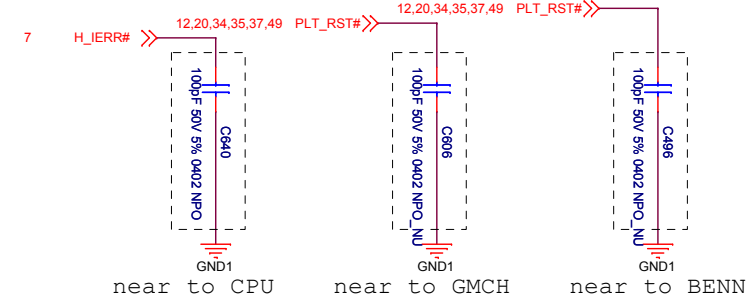 12,20,34,35,37,49 PLT_RST#
12,20,34,35,37,49 PLT_RST#
7 H_IERR#
100pF 50V 5% 0402 NPO
C640
100pF 50V 5% 0402 NPO_NU
C606
100pF 50V 5% 0402 NPO_NU
C496
GND1
GND1
GND1
near to CPU
near to GMCH
near to BENN